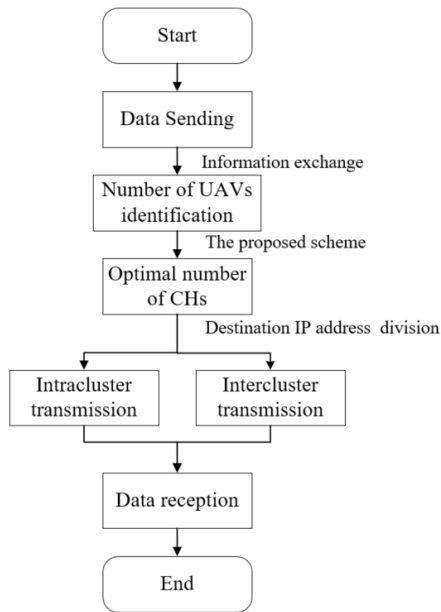 Start
Data Sending
Information exchange
Number of UAVs
identification
The proposed scheme
Optimal number
of CHs
Destination IP address division
Intracluster
transmission
Intercluster
transmission
Data reception
End